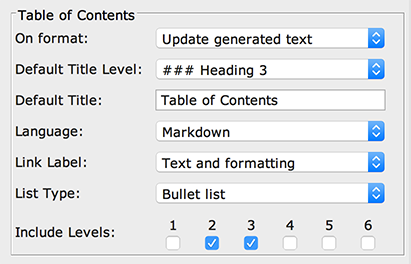 Table of Contents
On format: Update generated text
Default Title Level: ### Heading 3
Default Title: Table of Contents
Language: Markdown
Link Label: Text and formatting
List Type: Bullet list
1 2 3 4 5 6
Include Levels: